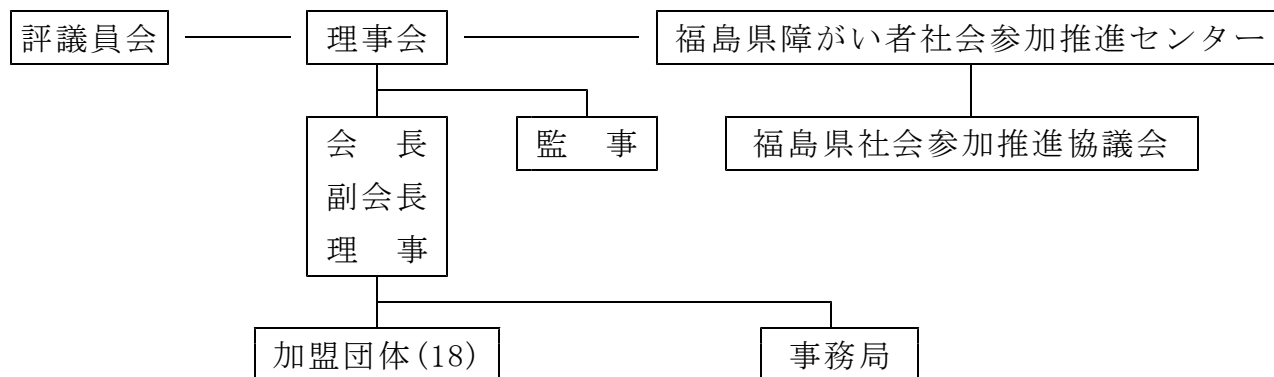 評議員会
理事会
福島県障がい者社会参加推進センター
会　長
副会長
理　事
監　事
福島県社会参加推進協議会
加盟団体(18)
事務局